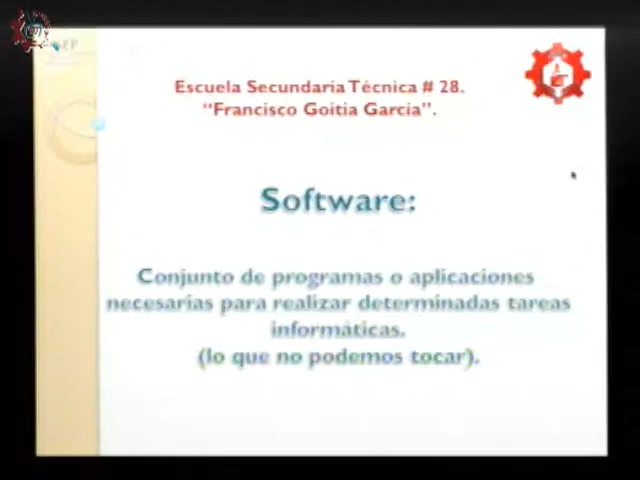 Escuela Secundaria Técnica # 28.
“Francisco Goitia García”.
Software:
Conjunto de programas o aplicaciones
necesarias para realizar determinadas tareas
informáticas.
(lo que no podemos tocar).